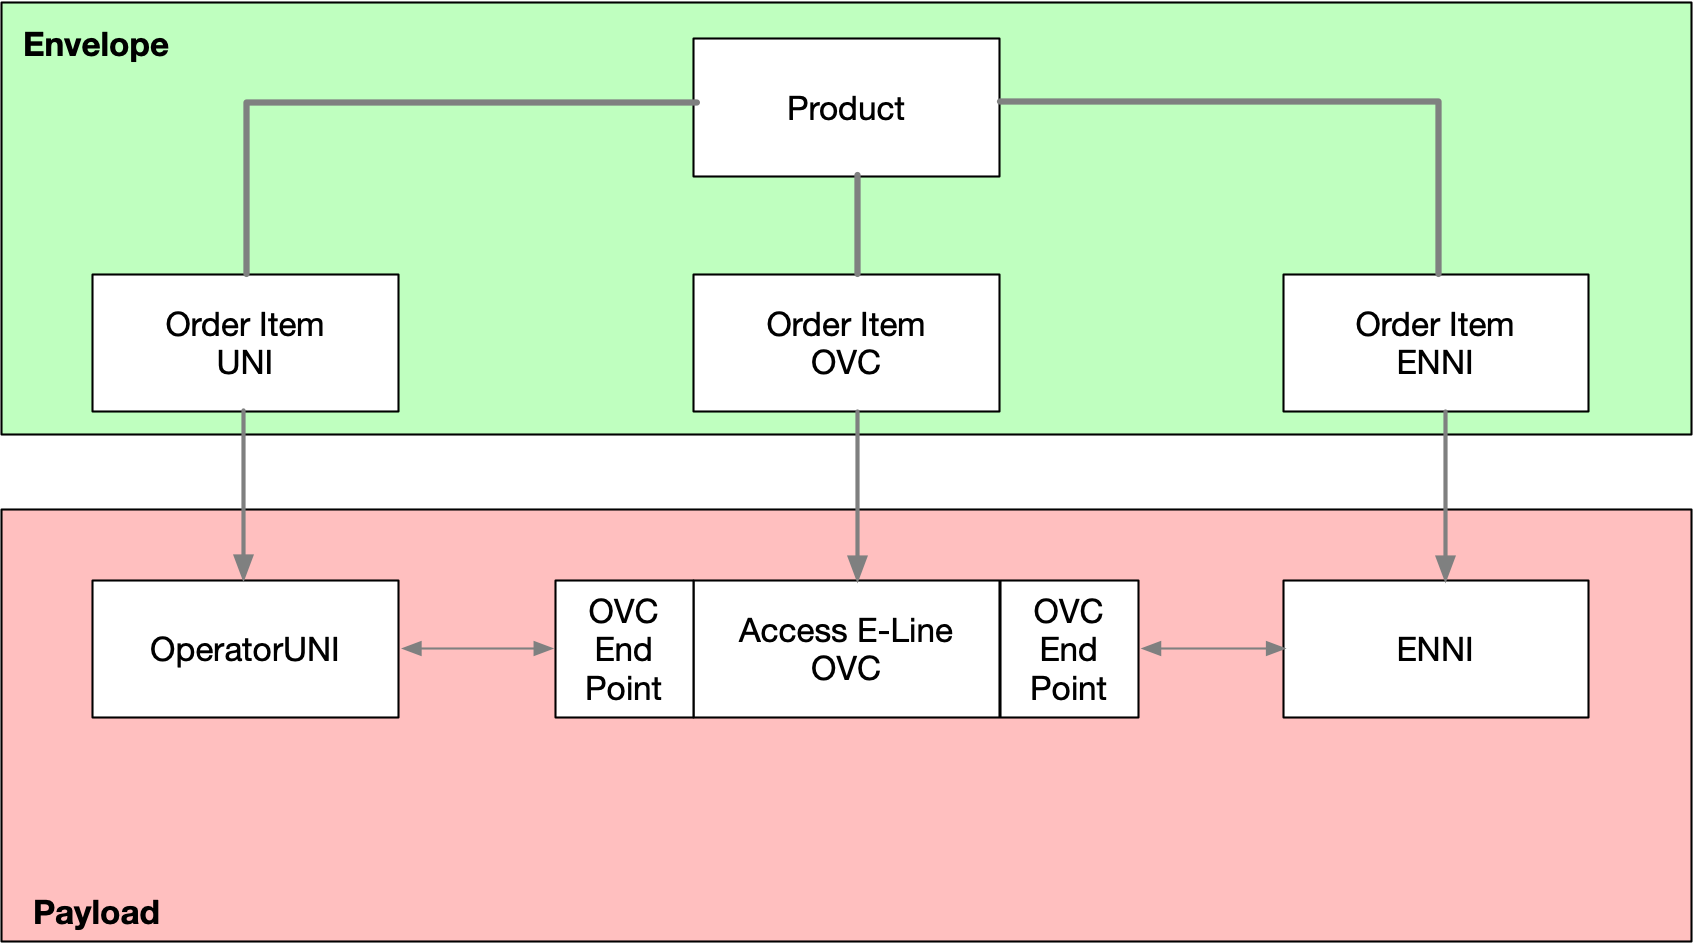 Envelope
Product
Order Item
UNI
Order Item
OVC
Order Item
ENNI
OperatorUNI
OVC
End
Point
Access E-Line
OVC
OVC
End
Point
ENNI
Payload